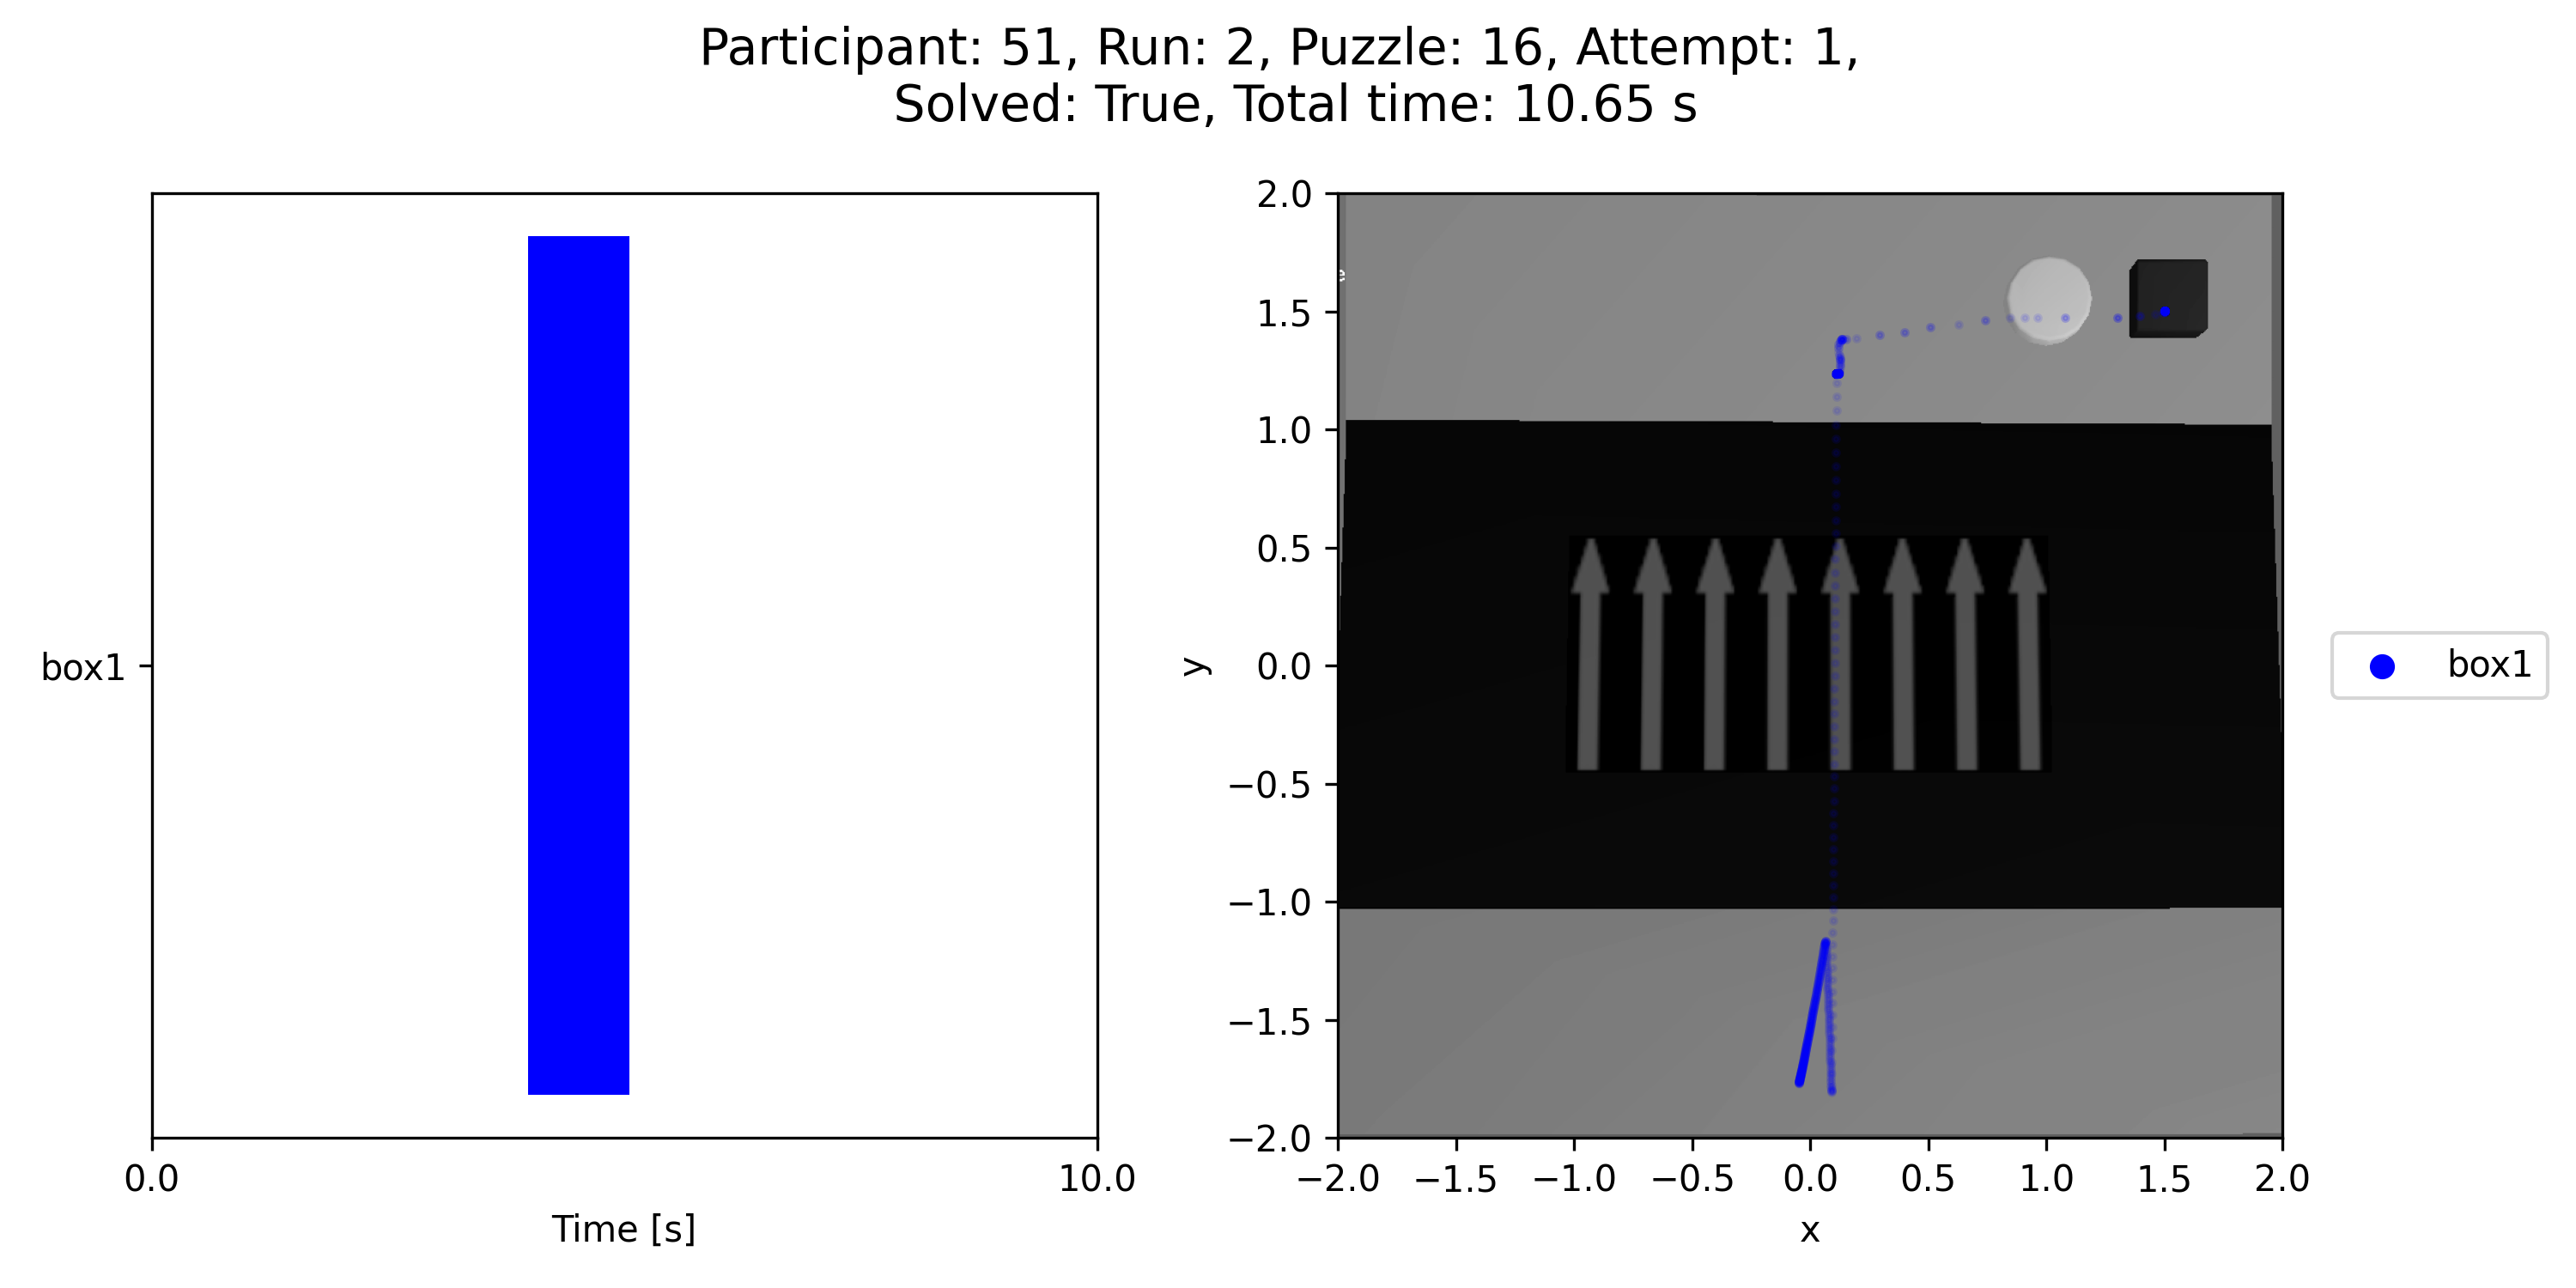 Participant: 51, Run: 2, Puzzle: 16, Attempt: 1,
Solved: True, Total time: 10.65 s
box1
0.0
10.0
Time [s]
2.0
1.5
1.0
0.5
0.0
−0.5
−1.0
−1.5
−2.0
y
−2.0
−1.5
−1.0
−0.5
0.0
0.5
1.0
1.5
2.0
x
e
box1